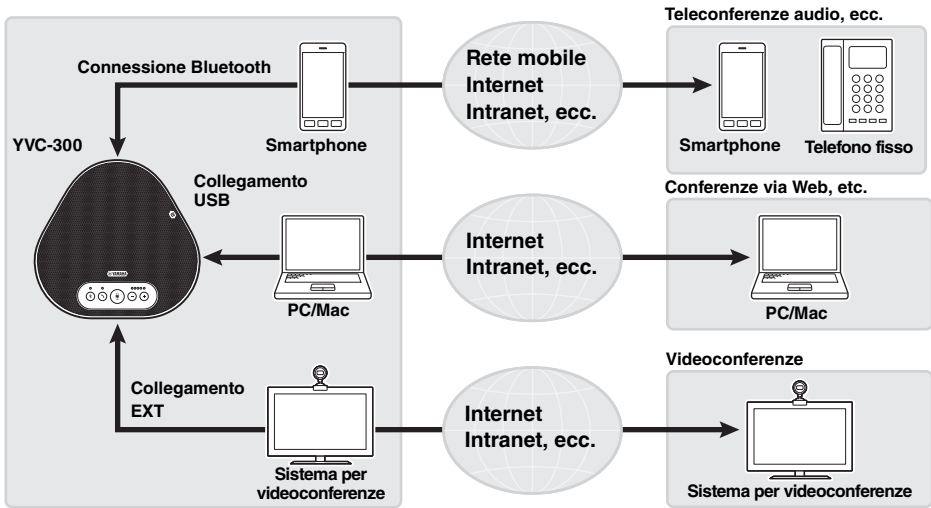 Teleconferenze audio, ecc.
Connessione Bluetooth
Rete mobile
Internet
Intranet, ecc.
YVC-300
Smartphone
Smartphone
Telefono fisso
Collegamento
USB
Conferenze via Web, etc.
Internet
Intranet, ecc.
YAMAHA
PC/Mac
PC/Mac
Videoconferenze
Collegamento
EXT
Internet
Intranet, ecc.
Sistema per
videoconferenze
Sistema per videoconferenze